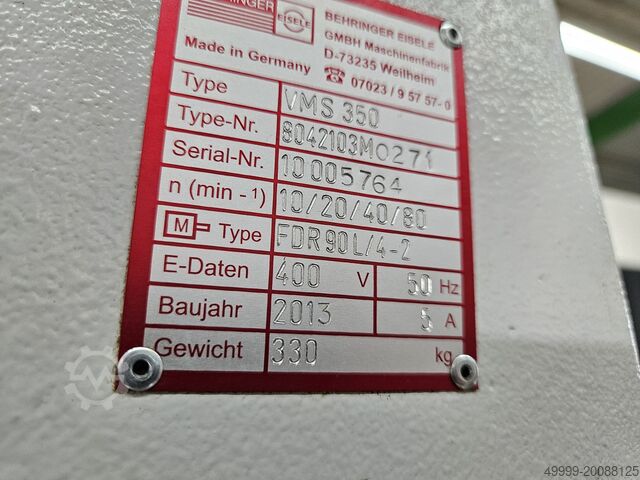 BEHRINGER EISELE
EISELE
GMBH Maschinenfabrik
D-73235 Weilheim
Made in Germany ☎ 07023/9 57 57-0
Type VMS 350
Type-Nr. 8042103M0271
Serial-Nr. 10005764
n (min -1) 10/20/40/80
M Type FDR90L/4-2
E-Daten 400 V 50 Hz
Baujahr 2013 5 A
Gewicht 330 kg
49999-20088125